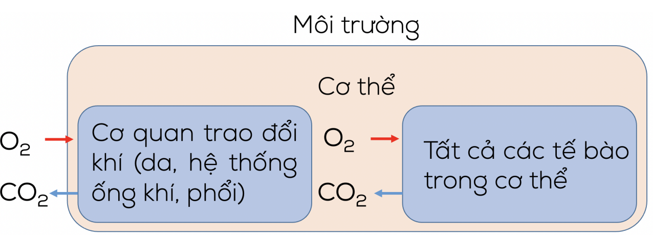 Môi trường
Cơ thể
O₂
CO₂
Cơ quan trao đổi
khí (da, hệ thống
ống khí, phổi)
O₂
CO₂
Tất cả các tế bào
trong cơ thể